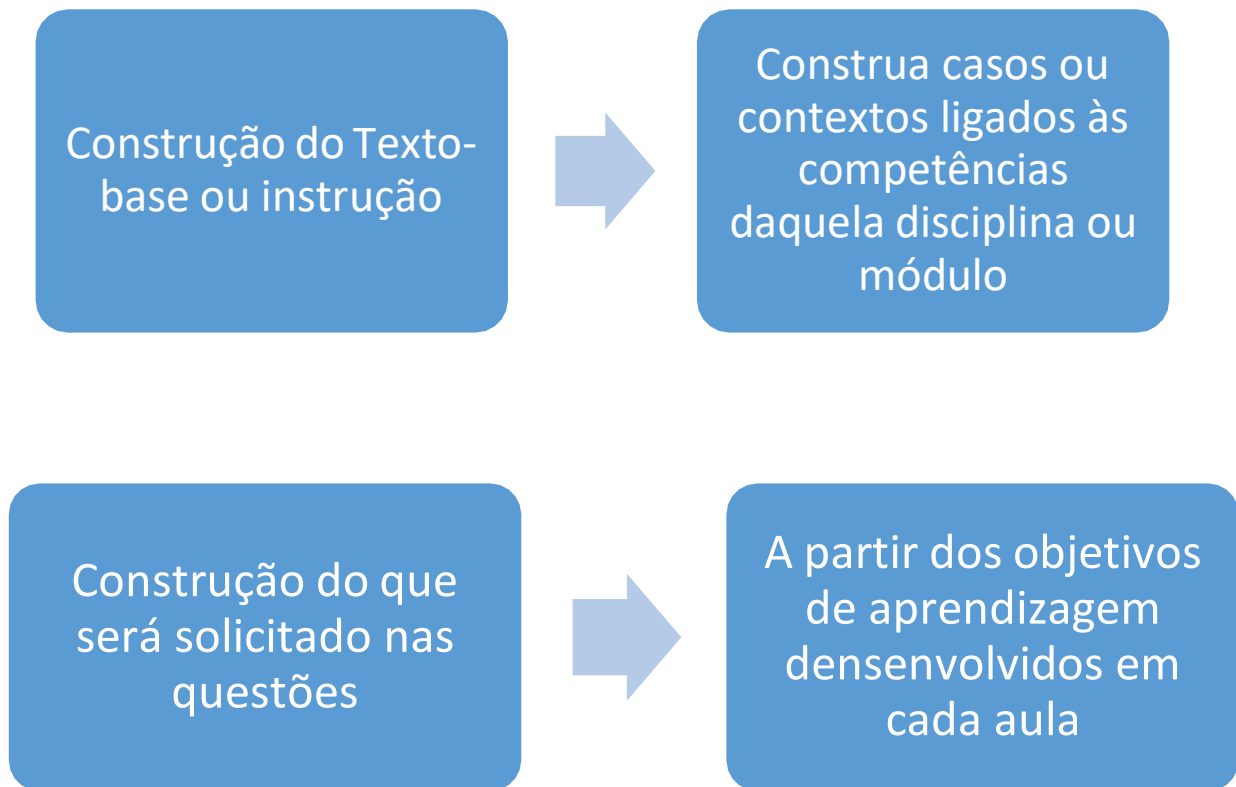 Construção do Texto-
base ou instrução
Construa casos ou
contextos ligados às
competências
daquela disciplina ou
módulo
Construção do que
será solicitado nas
questões
A partir dos objetivos
de aprendizagem
densenvolvidos em
cada aula